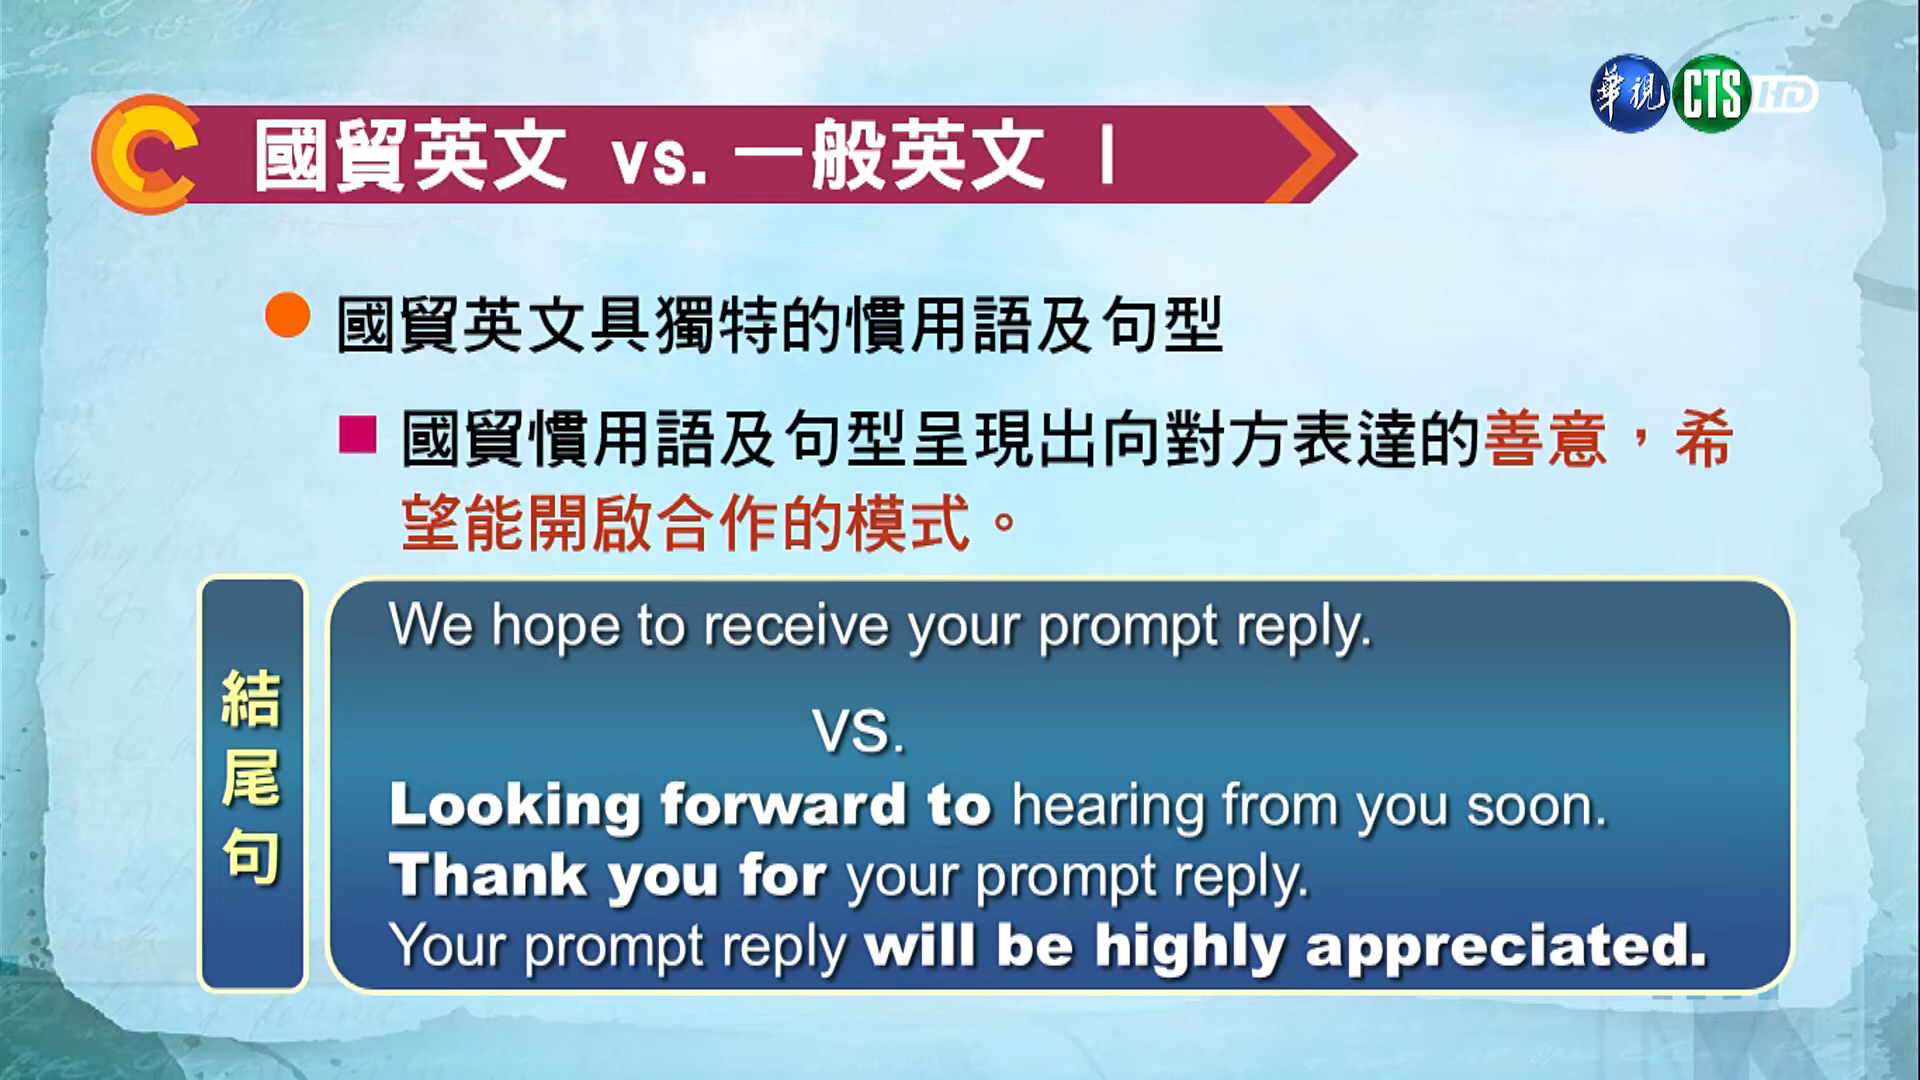 華視 CTS HD
國貿英文 vs. 一般英文 I
國貿英文具獨特的慣用語及句型
國貿慣用語及句型呈現出向對方表達的善意，希
望能開啟合作的模式。
結尾句
We hope to receive your prompt reply.
VS.
Looking forward to hearing from you soon.
Thank you for your prompt reply.
Your prompt reply will be highly appreciated.